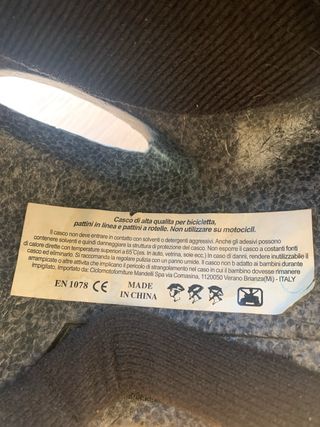 Casco di alta qualita per bicicletta,
pattini in linea e pattini a rotelle. Non utilizzare su motocicli.
Il casco non deve entrare in contatto con solventi o detergenti aggressivi. Anche gli adesivi possono
contenere solventi e quindi danneggiare la struttura di protezione del casco. Non esporre il casco a costanti fonti
di calore dirette con temperature superiori a 65°C(es. In auto, vetrina, soie ecc.). In caso di danni, rendere inutilizzabile il
casco ed eliminarlo. Si raccomanda la regolare pulizia con un panno umido. Il casco non è adatto ai bambini durante
arrampicate o altre attività che implicano il pericolo di strangolamento nel caso in cui il bambino dovesse rimanere
impigliato. Importato da: Ciclomotofornitura Mandelli Spa via Comasina, 1120050 Verano Brianza(Mi) - ITALY
EN 1078 CE MADE
IN CHINA